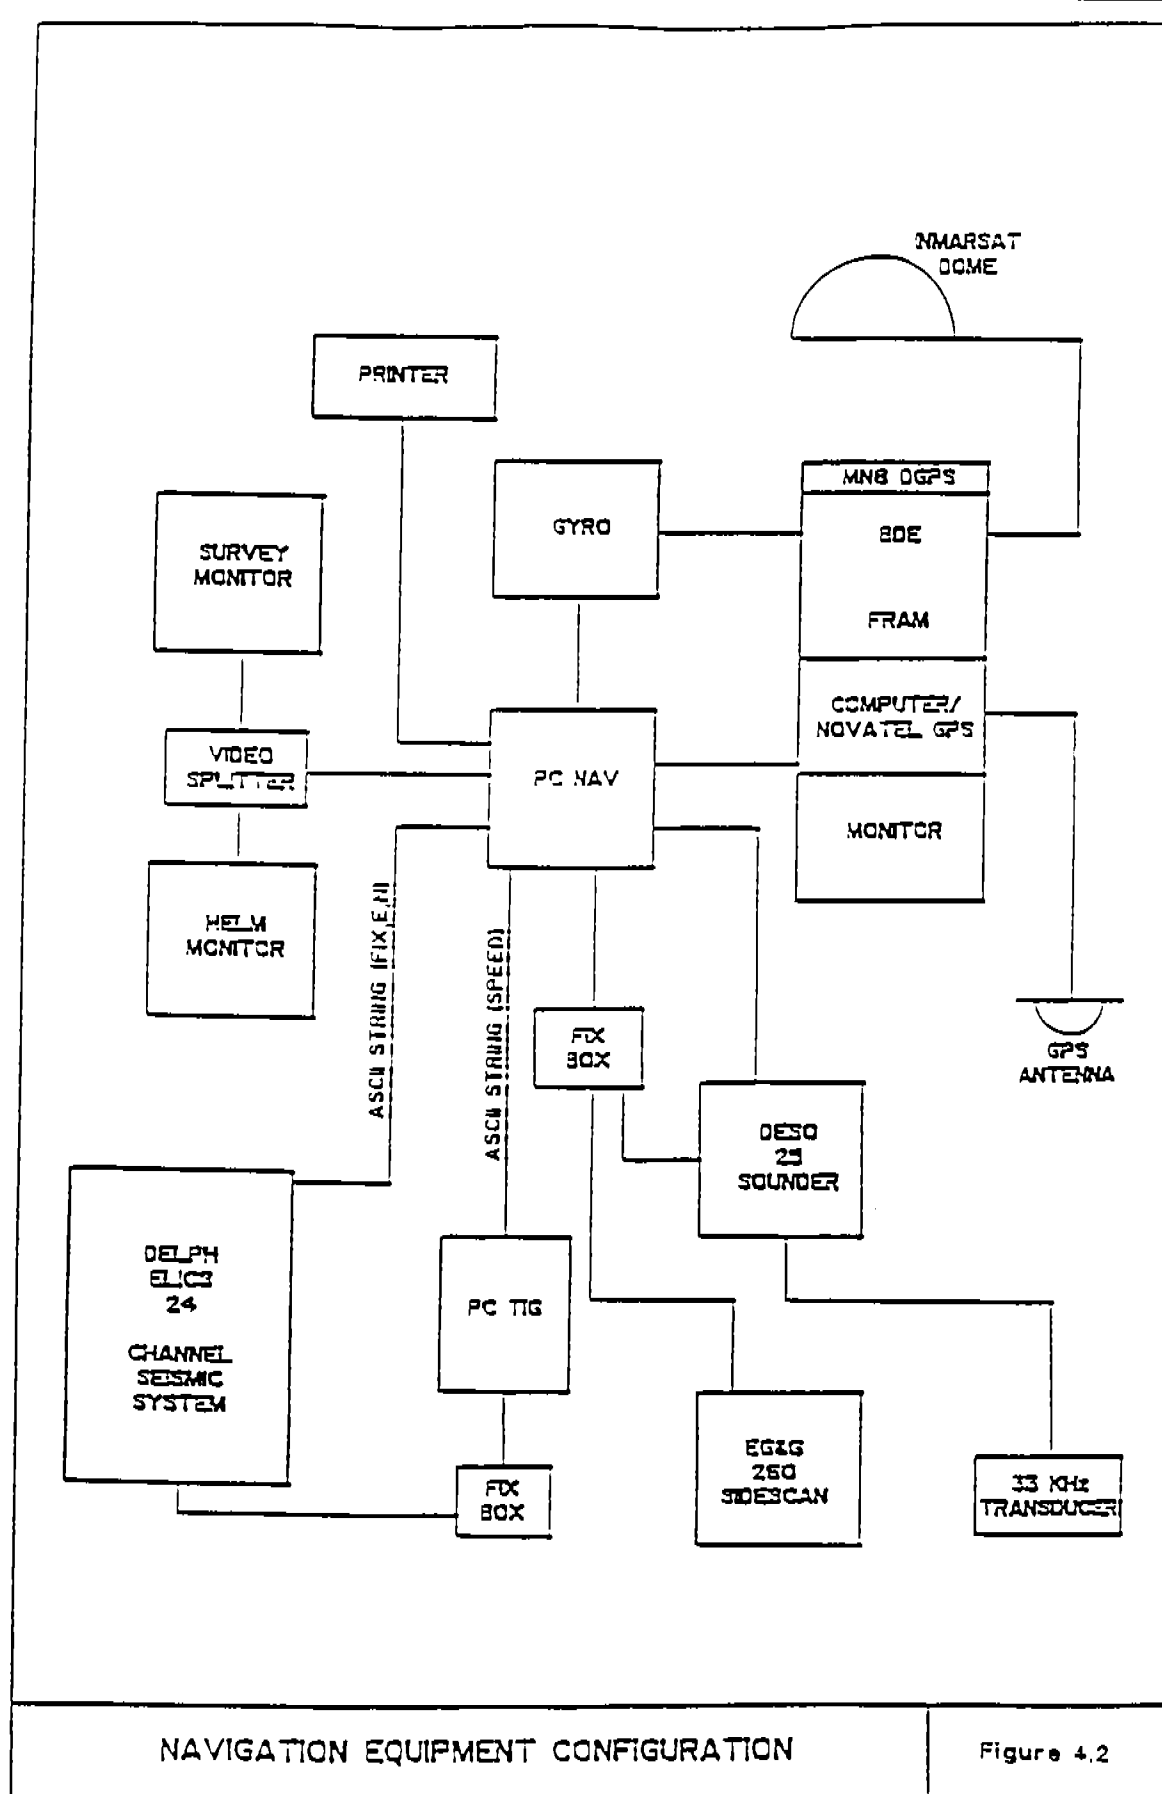 INMARSAT
DOME
PRINTER
MN8 DGPS
GYRO
BDE
SURVEY
MONITOR
FRAM
COMPUTER/
NOVATEL GPS
VIDEO
SPLITTER
PC NAV
MONITOR
HELM
MONITOR
ASCII STRING (FIX,E,N)
ASCII STRING (SPEED)
FIX
BOX
GPS
ANTENNA
DESO
25
SOUNDER
DELPH
24
CHANNEL
SEISMIC
SYSTEM
PC TIG
EG&G
260
SIDESCAN
FIX
BOX
33 KHz
TRANSDUCER
NAVIGATION EQUIPMENT CONFIGURATION
Figure 4.2